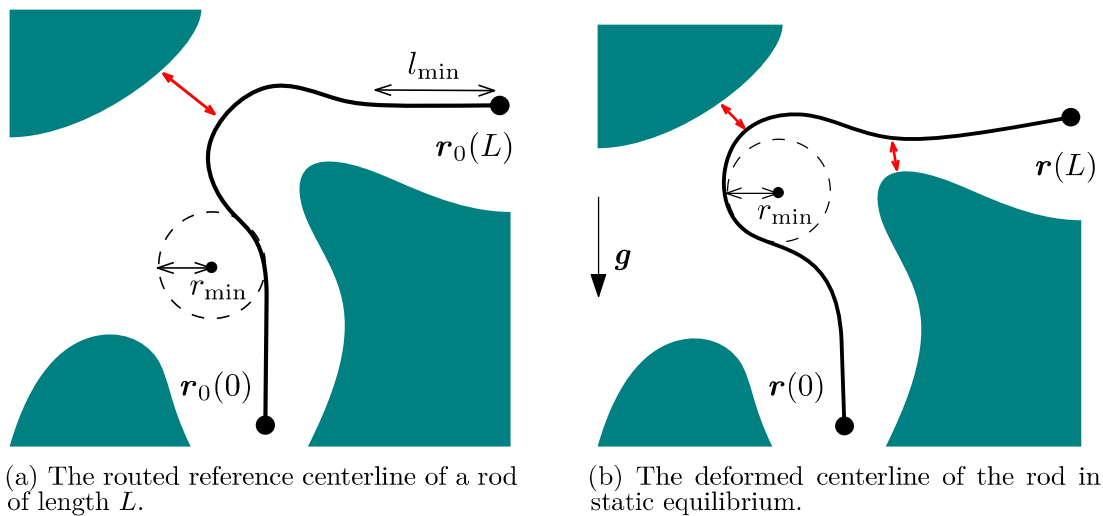 l_min
r_0(L)
r_min
r_0(0)
(a) The routed reference centerline of a rod
of length L.
r(L)
r_min
g
r(0)
(b) The deformed centerline of the rod in
static equilibrium.